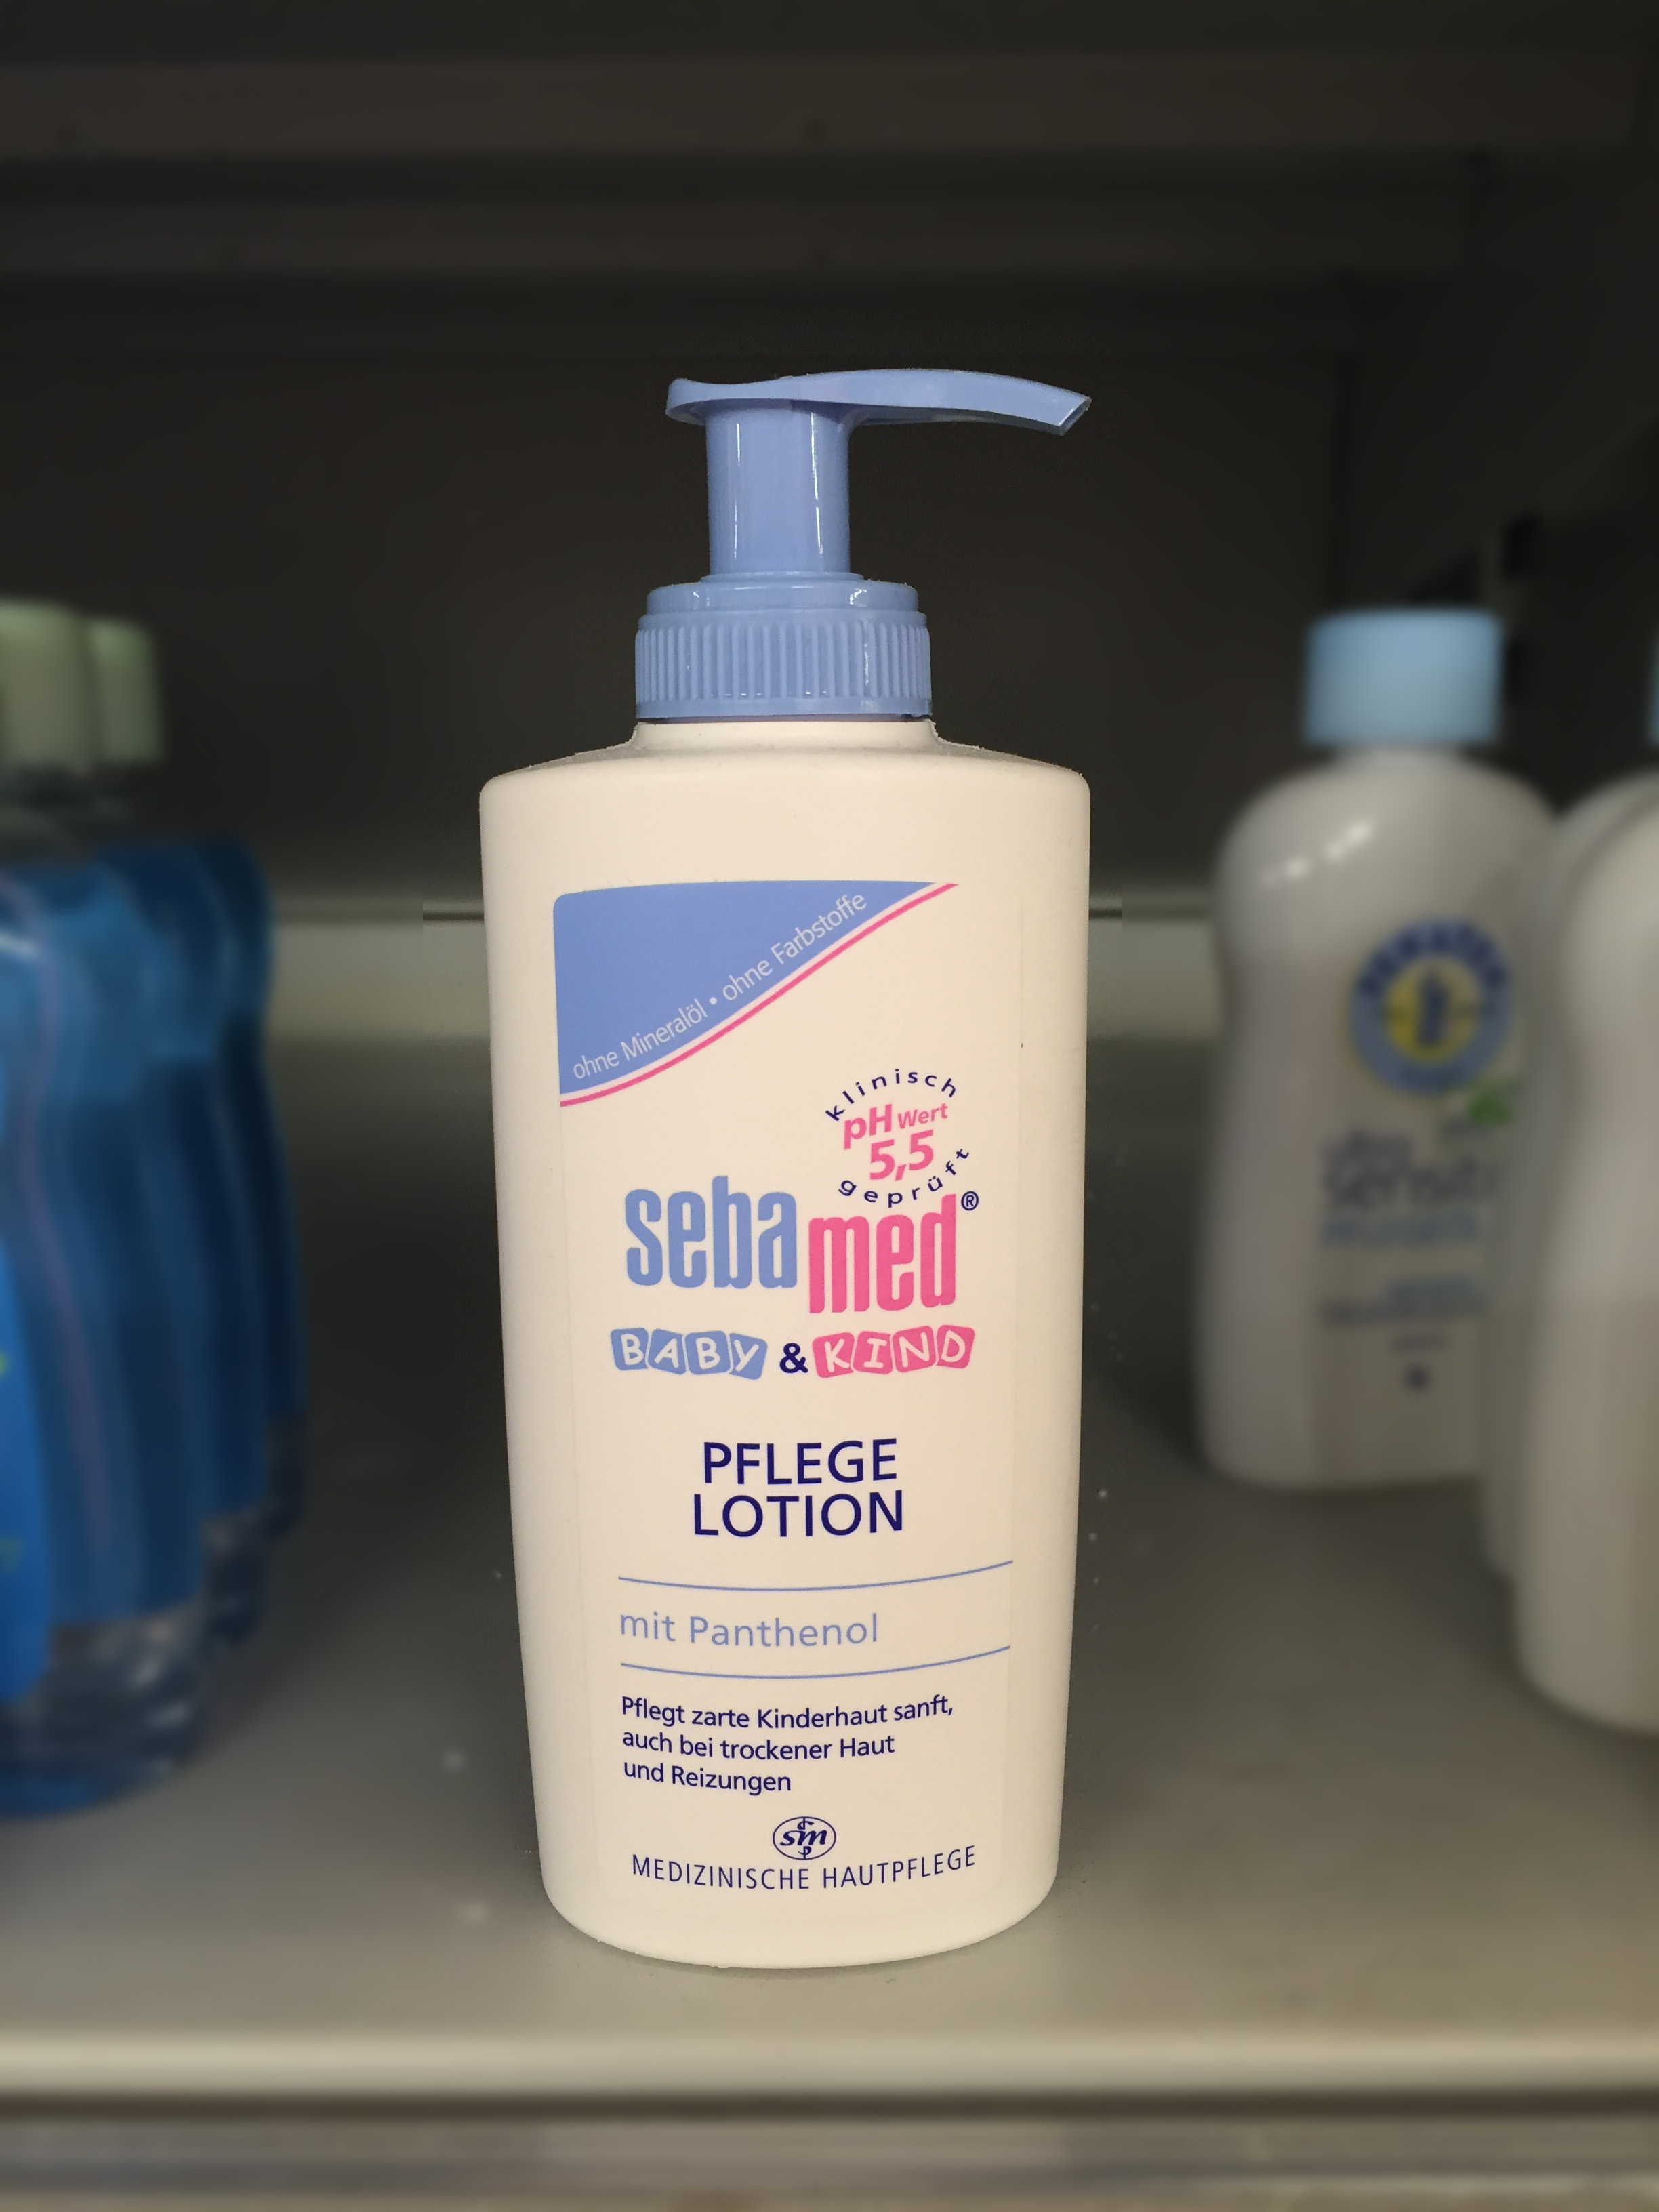 ohne Mineralöl • ohne Farbstoffe
klinisch
pH Wert
5,5
geprüft
sebamed®
BABY & KIND
PFLEGE
LOTION
mit Panthenol
Pflegt zarte Kinderhaut sanft,
auch bei trockener Haut
und Reizungen
sm
MEDIZINISCHE HAUTPFLEGE
PENATEN